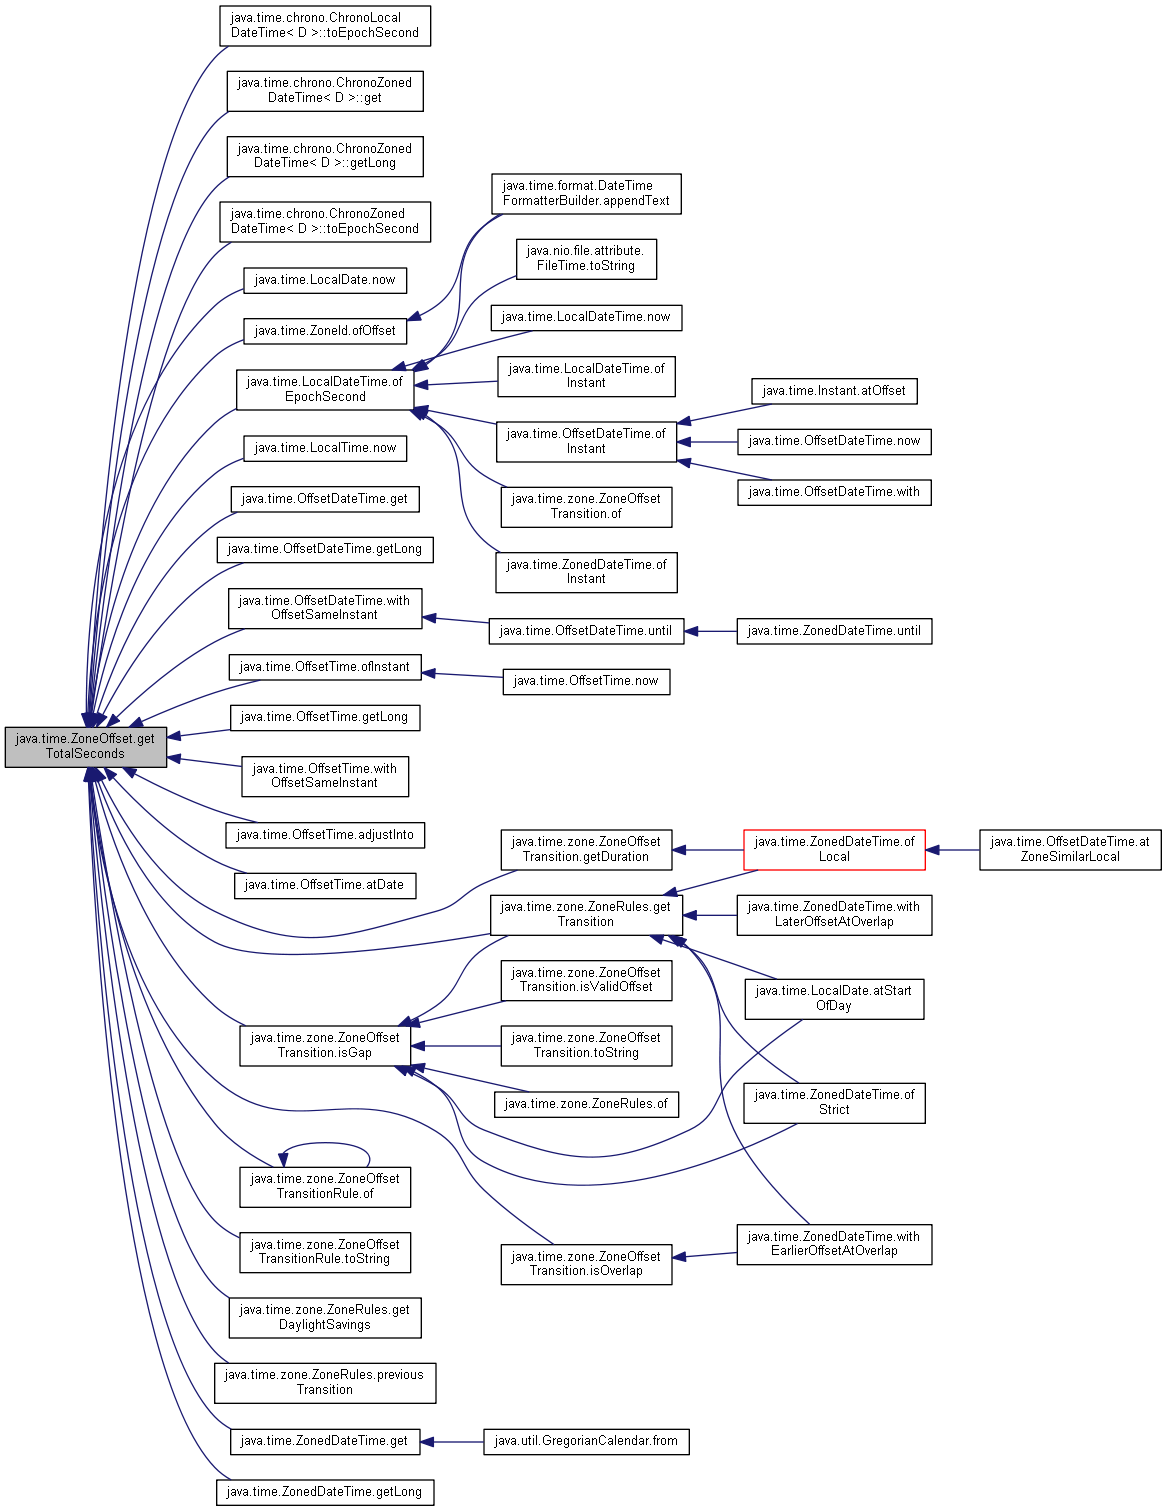 java.time.chrono.ChronoLocal
DateTime< D >::toEpochSecond
java.time.chrono.ChronoZoned
DateTime< D >::get
java.time.chrono.ChronoZoned
DateTime< D >::getLong
java.time.chrono.ChronoZoned
DateTime< D >::toEpochSecond
java.time.LocalDate.now
java.time.ZoneId.ofOffset
java.time.LocalDateTime.of
EpochSecond
java.time.LocalTime.now
java.time.OffsetDateTime.get
java.time.OffsetDateTime.getLong
java.time.OffsetDateTime.with
OffsetSameInstant
java.time.OffsetTime.ofInstant
java.time.OffsetTime.getLong
java.time.ZoneOffset.get
TotalSeconds
java.time.OffsetTime.with
OffsetSameInstant
java.time.OffsetTime.adjustInto
java.time.OffsetTime.atDate
java.time.zone.ZoneOffset
Transition.isGap
java.time.zone.ZoneOffset
TransitionRule.of
java.time.zone.ZoneOffset
TransitionRule.toString
java.time.zone.ZoneRules.get
DaylightSavings
java.time.zone.ZoneRules.previous
Transition
java.time.ZonedDateTime.get
java.time.ZonedDateTime.getLong
java.time.format.DateTime
FormatterBuilder.appendText
java.nio.file.attribute.
FileTime.toString
java.time.LocalDateTime.now
java.time.LocalDateTime.of
Instant
java.time.OffsetDateTime.of
Instant
java.time.zone.ZoneOffset
Transition.of
java.time.ZonedDateTime.of
Instant
java.time.OffsetDateTime.until
java.time.OffsetTime.now
java.time.zone.ZoneOffset
Transition.getDuration
java.time.zone.ZoneRules.get
Transition
java.time.zone.ZoneOffset
Transition.isValidOffset
java.time.zone.ZoneOffset
Transition.toString
java.time.zone.ZoneRules.of
java.time.zone.ZoneOffset
Transition.isOverlap
java.util.GregorianCalendar.from
java.time.Instant.atOffset
java.time.OffsetDateTime.now
java.time.OffsetDateTime.with
java.time.ZonedDateTime.until
java.time.ZonedDateTime.of
Local
java.time.ZonedDateTime.with
LaterOffsetAtOverlap
java.time.LocalDate.atStart
OfDay
java.time.ZonedDateTime.of
Strict
java.time.ZonedDateTime.with
EarlierOffsetAtOverlap
java.time.OffsetDateTime.at
ZoneSimilarLocal